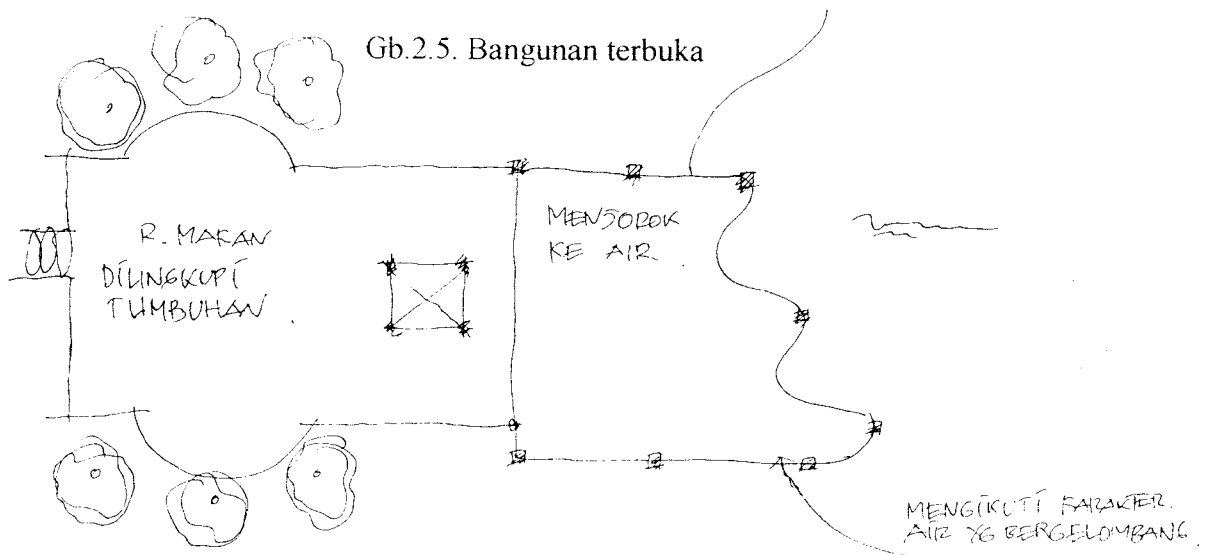 Gb.2.5. Bangunan terbuka
R. MAKAN
DILINGKUPI
TUMBUHAN.
MENJOROK
KE AIR.
MENGIKUTI KARAKTER.
AIR YG BERGELOMBANG